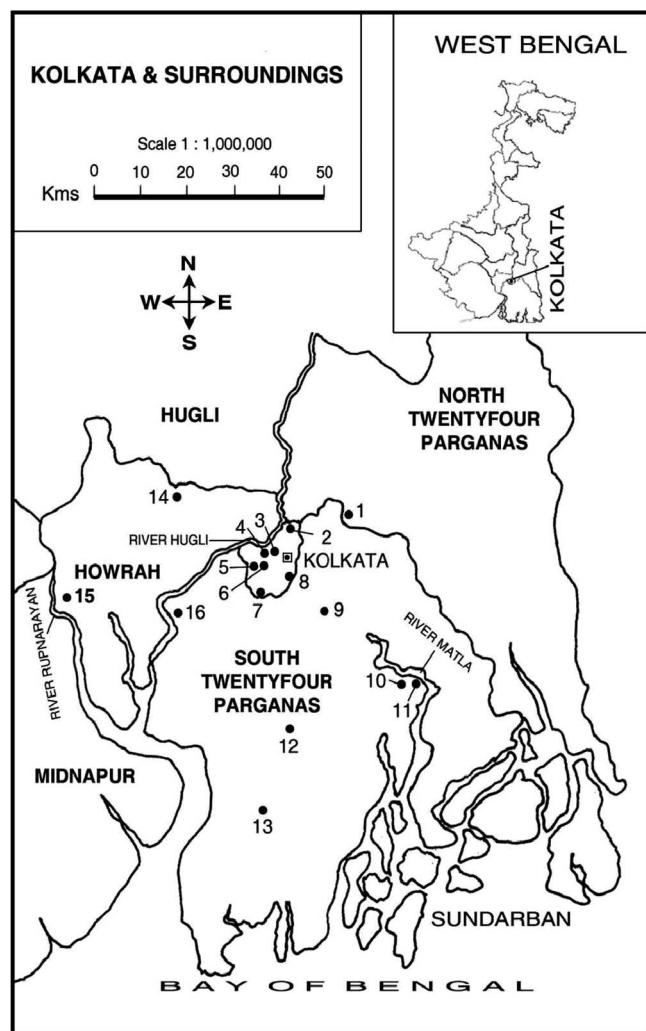 KOLKATA & SURROUNDINGS
Scale 1 : 1,000,000
0 10 20 30 40 50
Kms
WEST BENGAL
KOLKATA
N
W E
S
HUGLI
NORTH
TWENTYFOUR
PARGANAS
14
1
2
3
4
RIVER HUGLI
KOLKATA
5
6
7
8
HOWRAH
15
16
9
RIVER RUPNARAYAN
SOUTH
TWENTYFOUR
PARGANAS
RIVER MATLA
10
11
12
MIDNAPUR
13
SUNDARBAN
BAY OF BENGAL